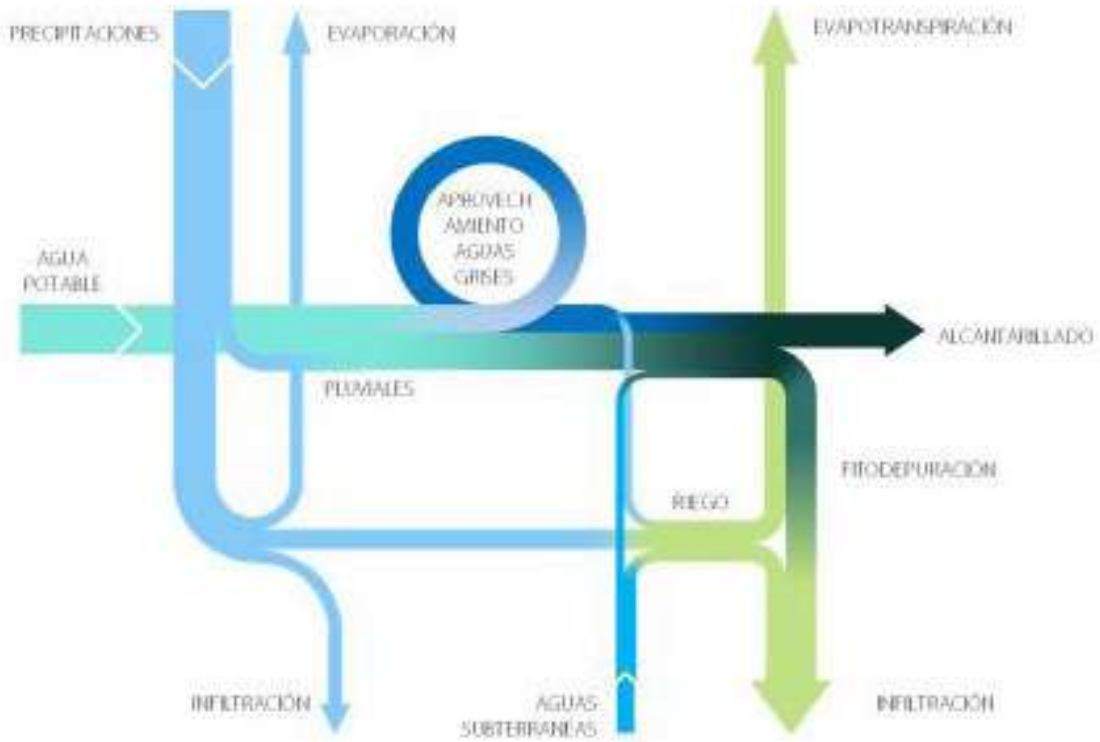 PRECIPITACIONES
EVAPORACIÓN
EVAPOTRANSPIRACIÓN
APROVECH
AMIENTO
AGUAS
GRISES
AGUA
POTABLE
ALCANTARILLADO
PLUVIALES
FITODEPURACIÓN
RIEGO
INFILTRACIÓN
AGUAS
SUBTERRANEAS
INFILTRACIÓN